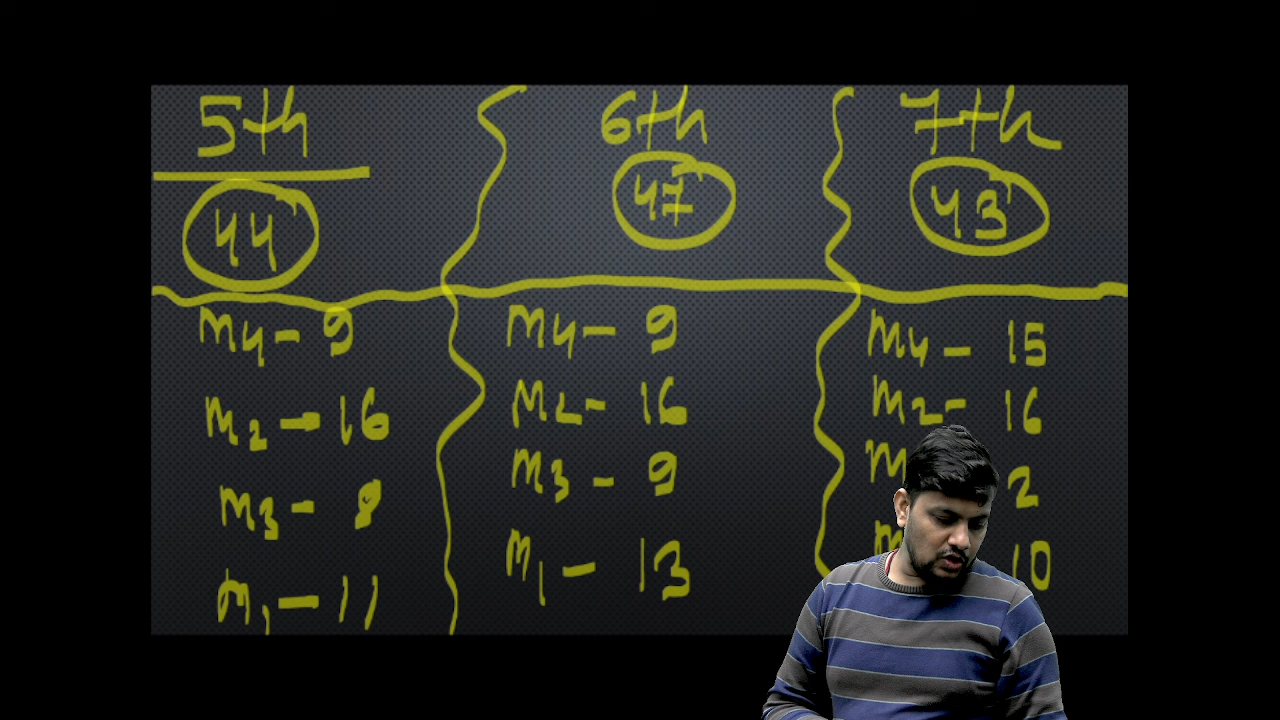 5th
44
m4 - 9
m2 - 16
m3 - 8
m1 - 11
6th
47
m4 - 9
m2 - 16
m3 - 9
m1 - 13
7th
43
m4 - 15
m2 - 16
m 2
m 10